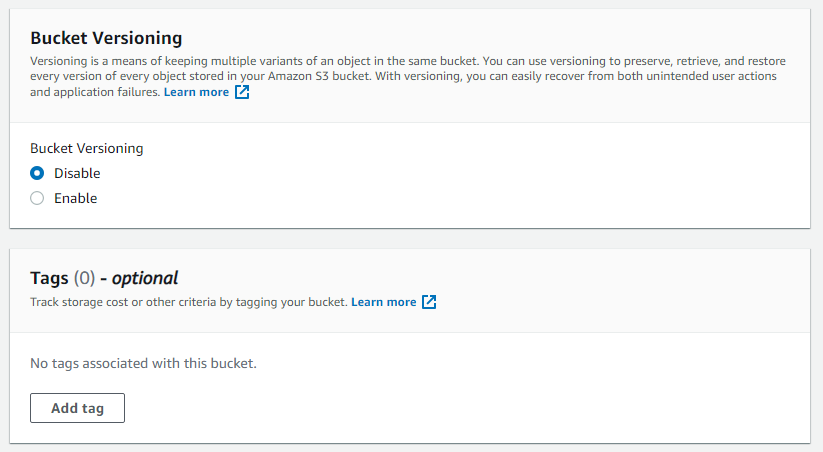 Bucket Versioning
Versioning is a means of keeping multiple variants of an object in the same bucket. You can use versioning to preserve, retrieve, and restore
every version of every object stored in your Amazon S3 bucket. With versioning, you can easily recover from both unintended user actions
and application failures. Learn more
Bucket Versioning
Disable
Enable
Tags (0) - optional
Track storage cost or other criteria by tagging your bucket. Learn more
No tags associated with this bucket.
Add tag